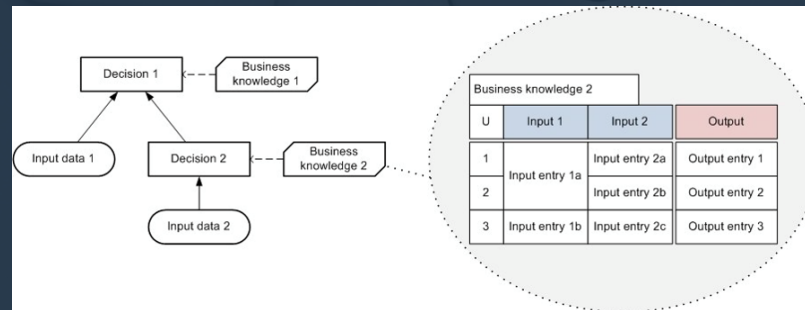 Decision 1
Business
knowledge 1
Input data 1
Decision 2
Business
knowledge 2
Input data 2
Business knowledge 2
U Input 1 Input 2 Output
1 Input entry 1a Input entry 2a Output entry 1
2 Input entry 2b Output entry 2
3 Input entry 1b Input entry 2c Output entry 3